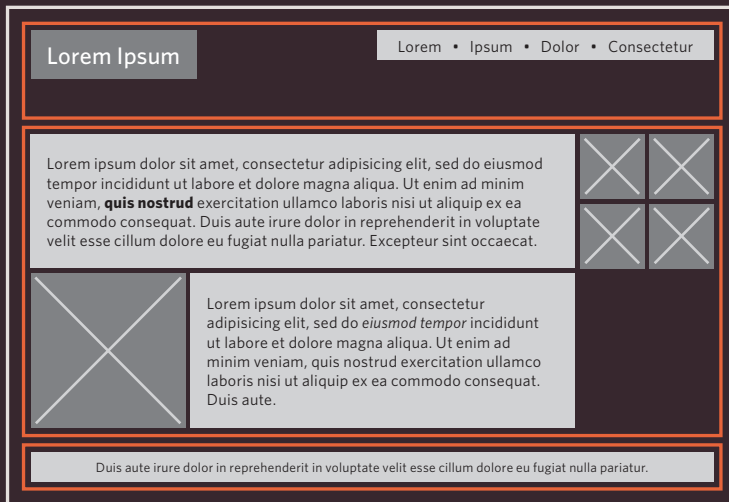 Lorem Ipsum
Lorem • Ipsum • Dolor • Consectetur
Lorem ipsum dolor sit amet, consectetur adipisicing elit, sed do eiusmod
tempor incididunt ut labore et dolore magna aliqua. Ut enim ad minim
veniam, quis nostrud exercitation ullamco laboris nisi ut aliquip ex ea
commodo consequat. Duis aute irure dolor in reprehenderit in voluptate
velit esse cillum dolore eu fugiat nulla pariatur. Excepteur sint occaecat.
Lorem ipsum dolor sit amet, consectetur
adipisicing elit, sed do eiusmod tempor incididunt
ut labore et dolore magna aliqua. Ut enim ad
minim veniam, quis nostrud exercitation ullamco
laboris nisi ut aliquip ex ea commodo consequat.
Duis aute.
Duis aute irure dolor in reprehenderit in voluptate velit esse cillum dolore eu fugiat nulla pariatur.